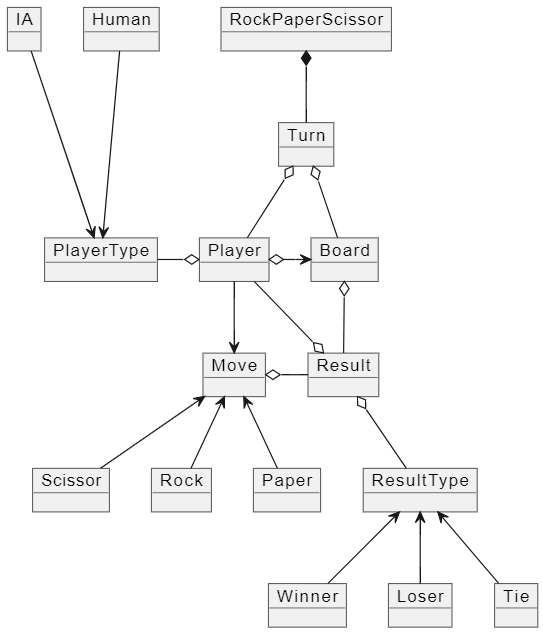 IA
Human
RockPaperScissor
Turn
PlayerType
Player
Board
Move
Result
Scissor
Rock
Paper
ResultType
Winner
Loser
Tie